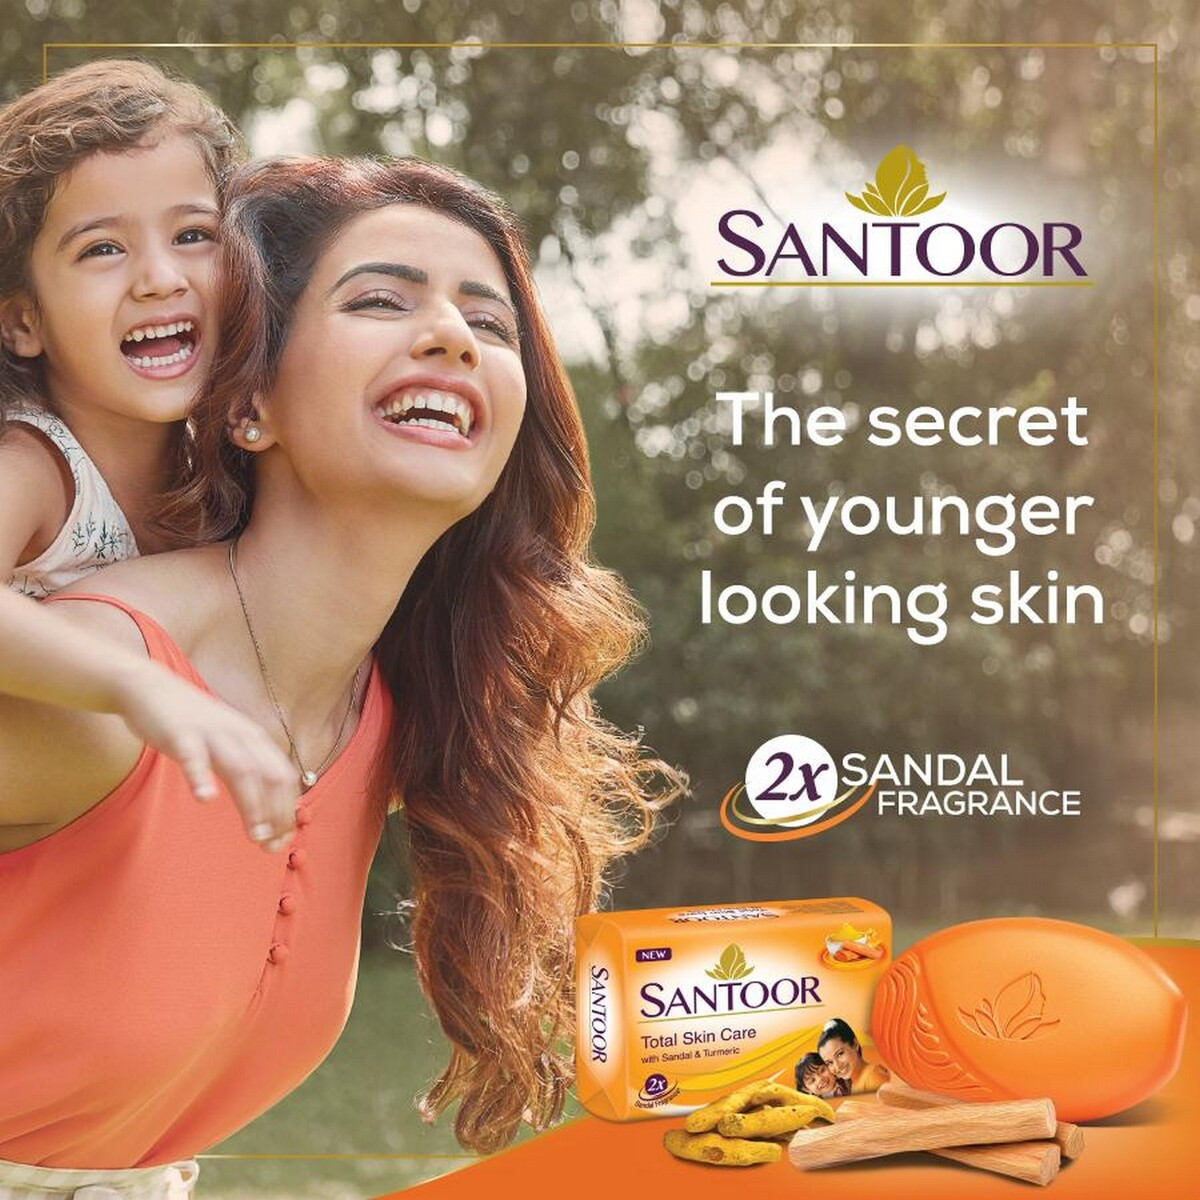 SANTOOR
The secret
of younger
looking skin
2x SANDAL
FRAGRANCE
NEW
SANTOOR
SANTOOR
Total Skin Care
with Sandal & Turmeric
2x
Sandal Fragrance
SANTOOR